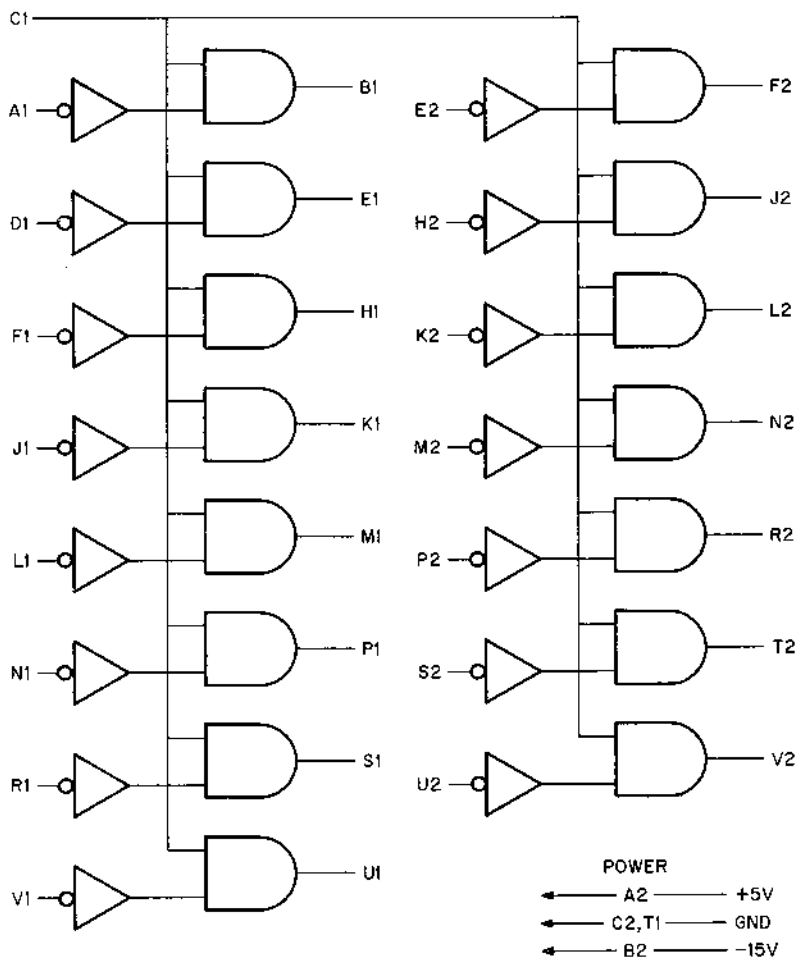 C1
A1 B1 E2 F2
D1 E1 H2 J2
F1 H1 K2 L2
J1 K1 M2 N2
L1 M1 P2 R2
N1 P1 S2 T2
R1 S1 U2 V2
V1 U1
POWER
A2 +5V
C2,T1 GND
B2 -15V